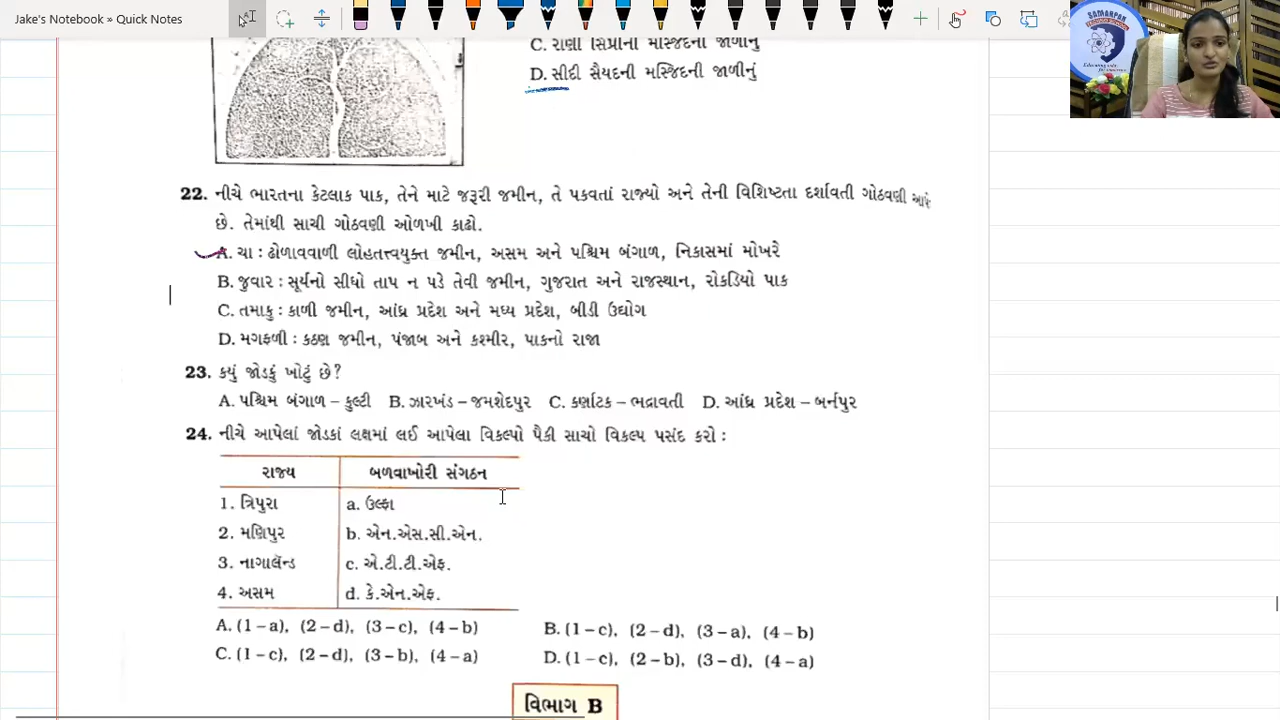 Jake's Notebook » Quick Notes
SAMARPAN
C. રાણી સિપ્રીની મસ્જિદની જાળીનું
D. સીદી સૈયદની મસ્જિદની જાળીનું
22. નીચે ભારતના કેટલાક પાક, તેને માટે જરૂરી જમીન, તે પકવતાં રાજ્યો અને તેની વિશિષ્ટતા દર્શાવતી ગોઠવણી આપી
છે. તેમાંથી સાચી ગોઠવણી ઓળખી કાઢો.
A. ચા : ઢોળાવવાળી લોહતત્ત્વયુક્ત જમીન, અસમ અને પશ્ચિમ બંગાળ, નિકાસમાં મોખરે
B. જુવાર : સૂર્યનો સીધો તાપ ન પડે તેવી જમીન, ગુજરાત અને રાજસ્થાન, રોકડિયો પાક
C. તમાકુ : કાળી જમીન, આંધ્ર પ્રદેશ અને મધ્ય પ્રદેશ, બીડી ઉદ્યોગ
D. મગફળી : કઠણ જમીન, પંજાબ અને કશ્મીર, પાકનો રાજા
23. કયું જોડકું ખોટું છે?
A. પશ્ચિમ બંગાળ – કુલ્ટી B. ઝારખંડ – જમશેદપુર C. કર્ણાટક – ભદ્રાવતી D. આંધ્ર પ્રદેશ – બર્નપુર
24. નીચે આપેલાં જોડકાં લક્ષમાં લઈ આપેલા વિકલ્પો પૈકી સાચો વિકલ્પ પસંદ કરો :
રાજ્ય બળવાખોરી સંગઠન
1. ત્રિપુરા a. ઉલ્ફા
2. મણિપુર b. એન.એસ.સી.એન.
3. નાગાલૅન્ડ c. એ.ટી.ટી.એફ.
4. અસમ d. કે.એન.એફ.
A. (1 – a), (2 – d), (3 – c), (4 – b) B. (1 – c), (2 – d), (3 – a), (4 – b)
C. (1 – c), (2 – d), (3 – b), (4 – a) D. (1 – c), (2 – b), (3 – d), (4 – a)
વિભાગ B